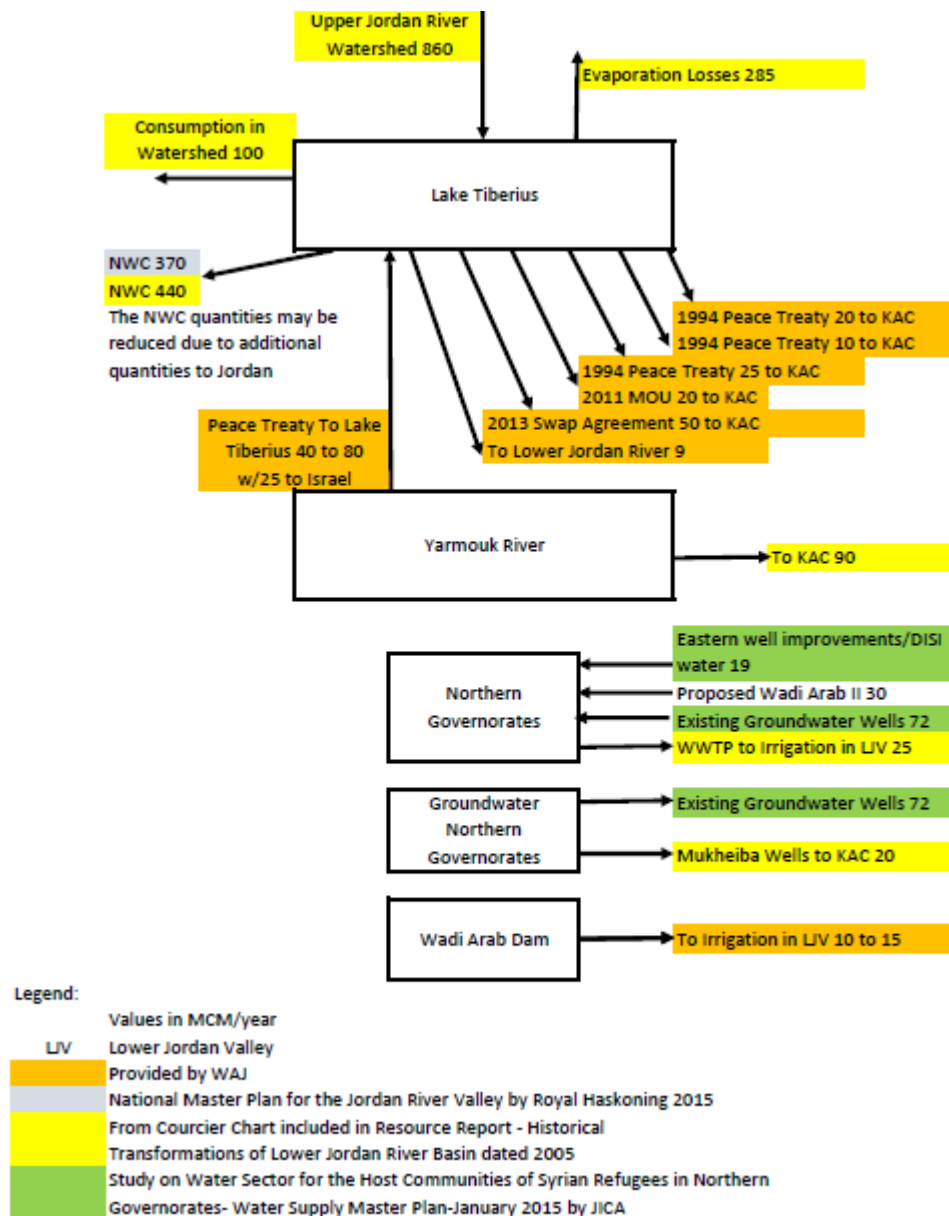 Upper Jordan River
Watershed 860
Evaporation Losses 285
Consumption in
Watershed 100
Lake Tiberius
NWC 370
NWC 440
The NWC quantities may be
reduced due to additional
quantities to Jordan
1994 Peace Treaty 20 to KAC
1994 Peace Treaty 10 to KAC
1994 Peace Treaty 25 to KAC
2011 MOU 20 to KAC
2013 Swap Agreement 50 to KAC
To Lower Jordan River 9
Peace Treaty To Lake
Tiberius 40 to 80
w/25 to Israel
Yarmouk River
To KAC 90
Northern
Governorates
Eastern well improvements/DISI
water 19
Proposed Wadi Arab II 30
Existing Groundwater Wells 72
WWTP to Irrigation in LJV 25
Groundwater
Northern
Governorates
Existing Groundwater Wells 72
Mukheiba Wells to KAC 20
Wadi Arab Dam
To Irrigation in LJV 10 to 15
Legend:
Values in MCM/year
LJV Lower Jordan Valley
Provided by WAJ
National Master Plan for the Jordan River Valley by Royal Haskoning 2015
From Courcier Chart included in Resource Report - Historical
Transformations of Lower Jordan River Basin dated 2005
Study on Water Sector for the Host Communities of Syrian Refugees in Northern
Governorates- Water Supply Master Plan-January 2015 by JICA